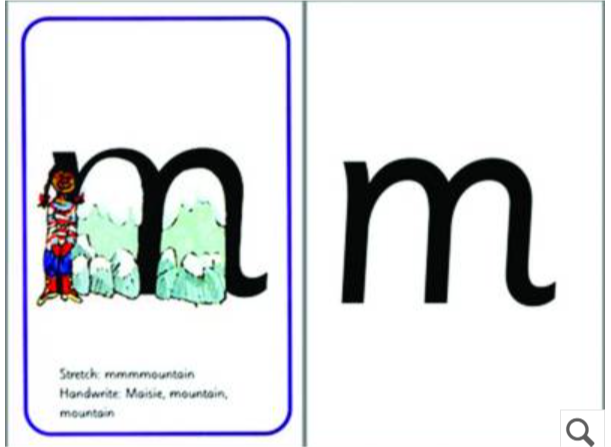 m
Stretch: mmmmountain
Handwrite: Maisie, mountain,
mountain
m